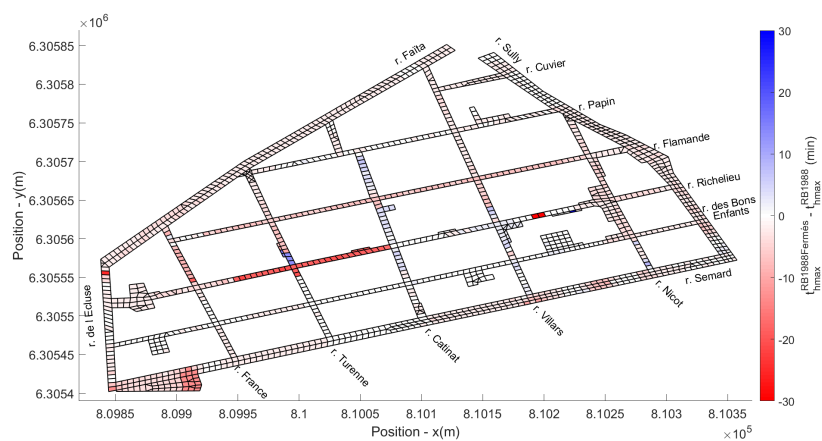 ×10⁶
6.30585
6.3058
6.30575
6.3057
6.30565
6.3056
6.30555
6.3055
6.30545
6.3054
Position - y(m)
r. Faïta
r. Sully
r. Cuvier
r. Papin
r. Flamande
r. Richelieu
r. des Bons
Enfants
r. Semard
r. Nicot
r. Villars
r. Catinat
r. Turenne
r. France
r. de l Ecluse
8.0985 8.099 8.0995 8.1 8.1005 8.101 8.1015 8.102 8.1025 8.103 8.1035
×10⁵
Position - x(m)
30
20
10
0
-10
-20
-30
t_hmax^RB1988Fermés - t_hmax^RB1988 (min)